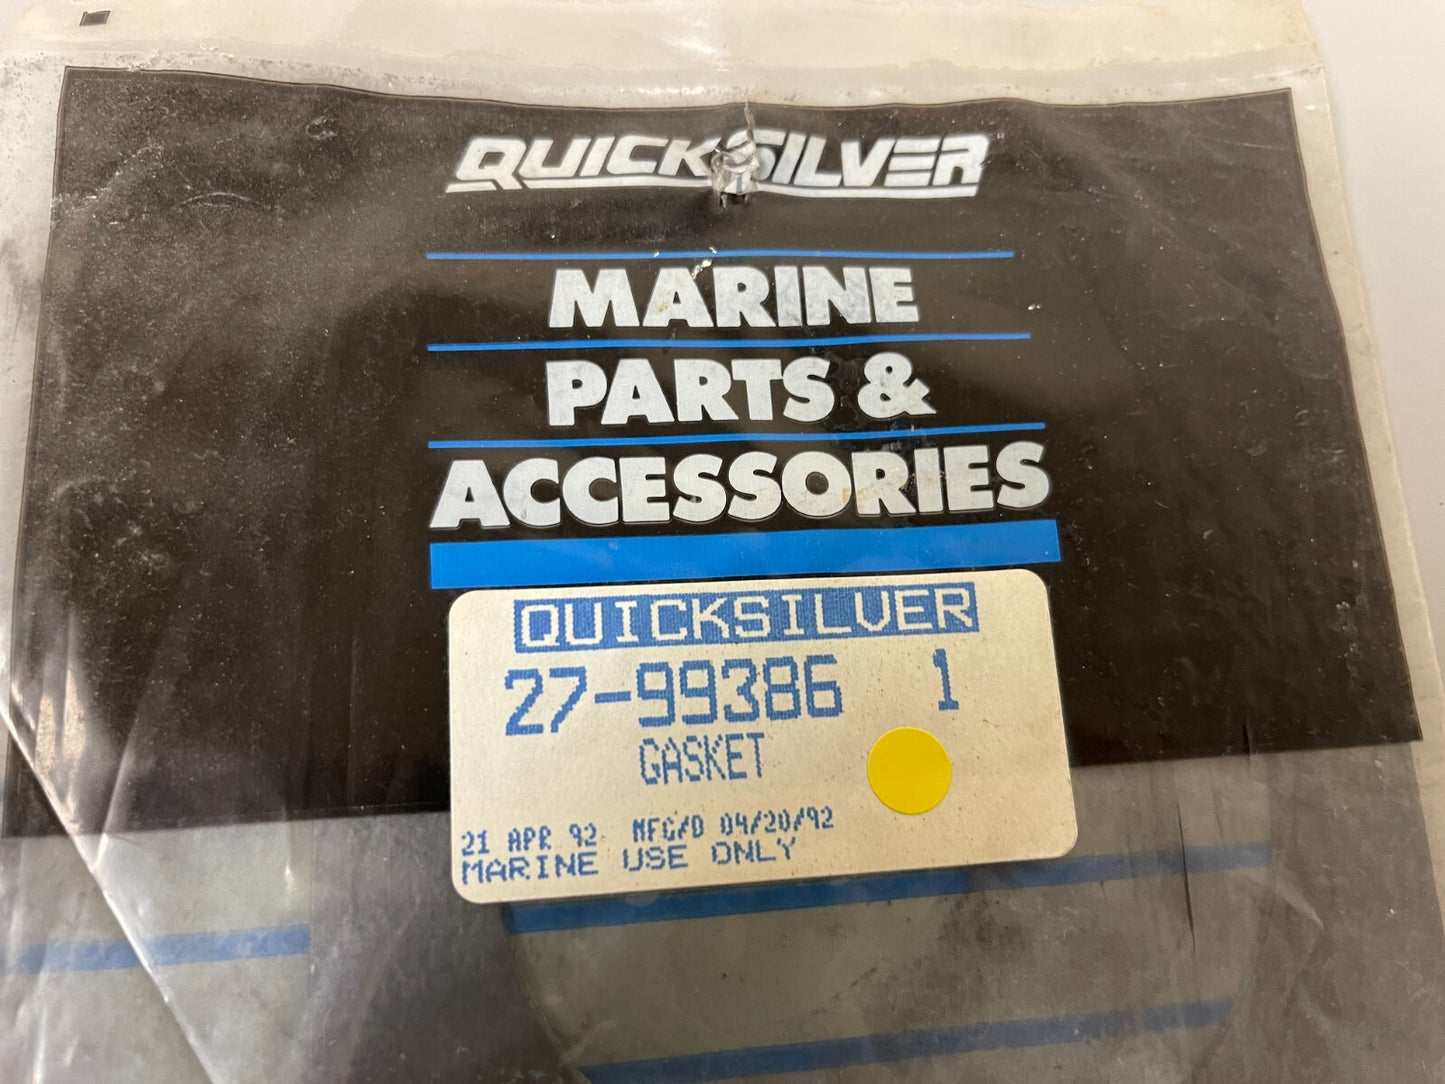 QUICKSILVER
MARINE
PARTS &
ACCESSORIES
QUICKSILVER
27-99386 1
GASKET
21 APR 92 MFG/D 04/20/92
MARINE USE ONLY